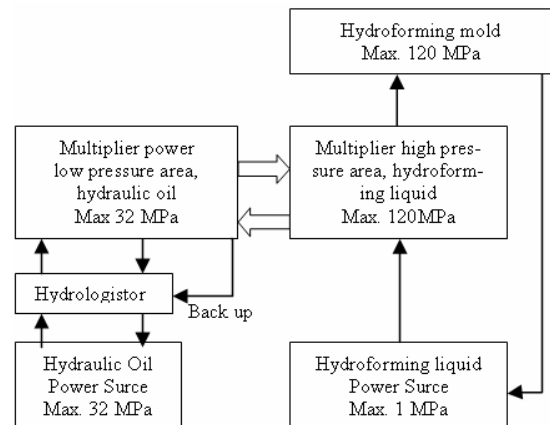 Hydroforming mold
Max. 120 MPa
Multiplier power
low pressure area,
hydraulic oil
Max 32 MPa
Multiplier high pres-
sure area, hydroform-
ing liquid
Max. 120MPa
Hydrologistor
Back up
Hydraulic Oil
Power Surce
Max. 32 MPa
Hydroforming liquid
Power Surce
Max. 1 MPa